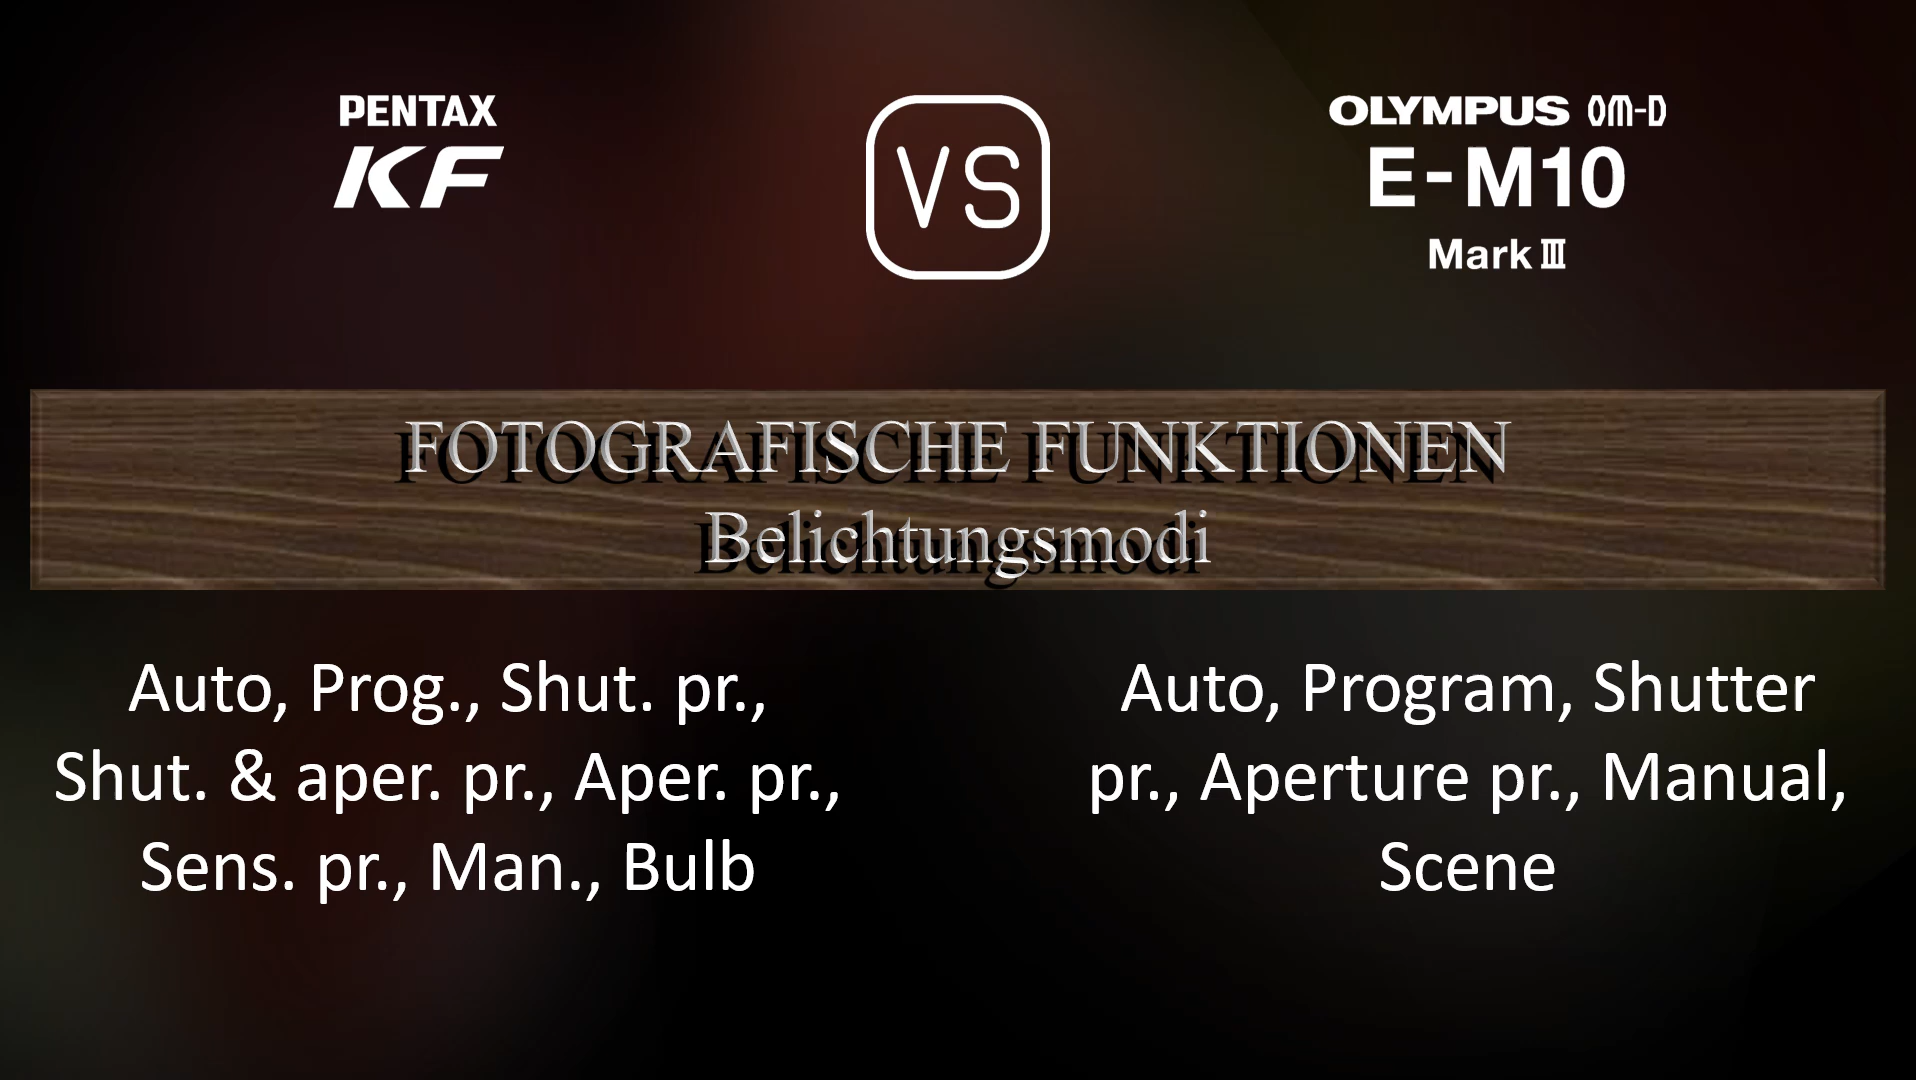 PENTAX
KF
VS
OLYMPUS OM-D
E-M10
Mark III
FOTOGRAFISCHE FUNKTIONEN
Belichtungsmodi
Auto, Prog., Shut. pr.,
Shut. & aper. pr., Aper. pr.,
Sens. pr., Man., Bulb
Auto, Program, Shutter
pr., Aperture pr., Manual,
Scene